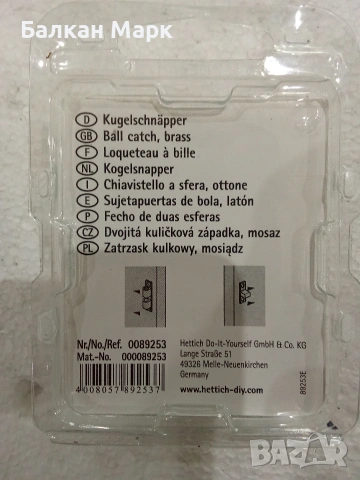 Балкан Марк
D Kugelschnäpper
GB Ball catch, brass
F Loqueteau à bille
NL Kogelsnapper
I Chiavistello a sfera, ottone
E Sujetapuertas de bola, latón
P Fecho de duas esferas
CZ Dvojitá kuličková západka, mosaz
PL Zatrzask kulkowy, mosiądz
Nr./No./Ref. 0089253
Mat.-No. 000089253
4008057892537
Hettich Do-It-Yourself GmbH & Co. KG
Lange Straße 51
49326 Melle-Neuenkirchen
Germany
www.hettich-diy.com
89253E
BAZAR